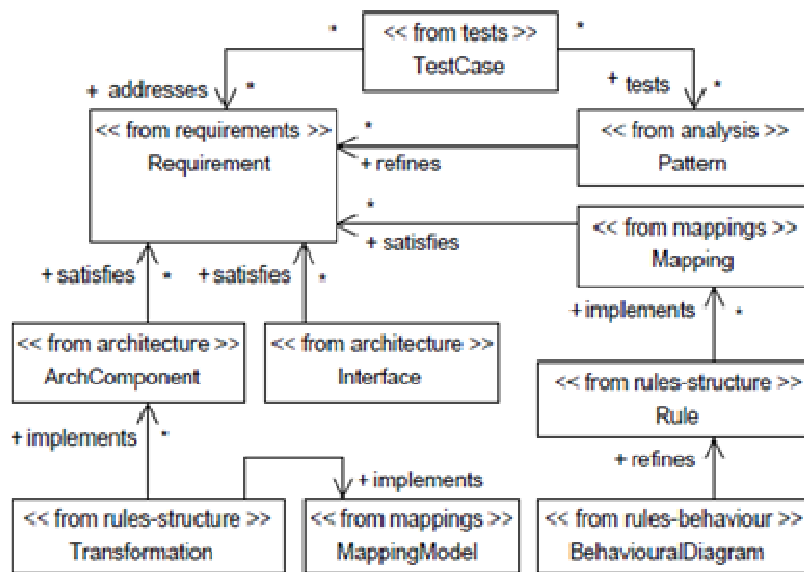 * << from tests >> *
TestCase
+ addresses *
+ tests *
<< from requirements >>
Requirement
*
+ refines
<< from analysis >>
Pattern
*
+ satisfies
<< from mappings >>
Mapping
+ satisfies *
+ satisfies *
+ implements *
<< from architecture >>
ArchComponent
<< from architecture >>
Interface
<< from rules-structure >>
Rule
+ implements *
+ refines
+ implements
<< from rules-structure >>
Transformation
<< from mappings >>
MappingModel
<< from rules-behaviour >>
BehaviouralDiagram